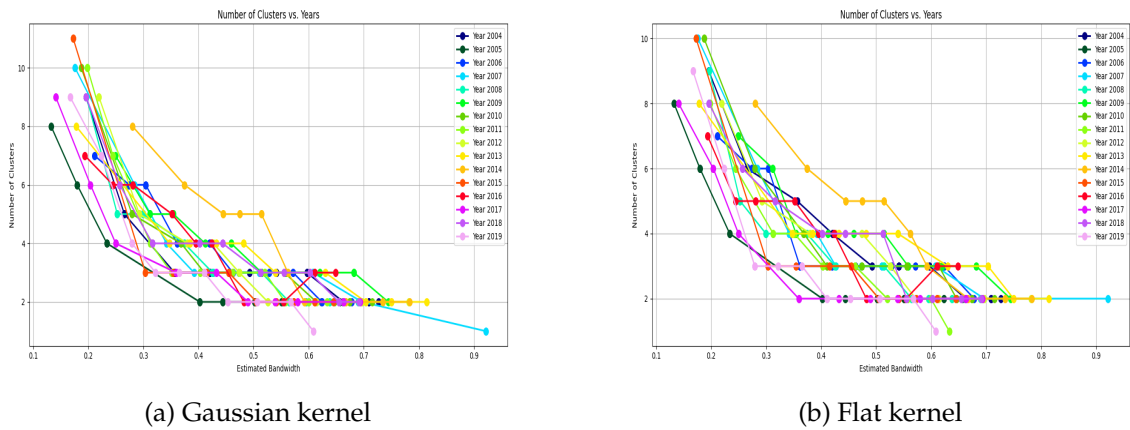 Number of Clusters vs. Years
Number of Clusters
10
8
6
4
2
0.1 0.2 0.3 0.4 0.5 0.6 0.7 0.8 0.9
Estimated Bandwidth
Year 2004
Year 2005
Year 2006
Year 2007
Year 2008
Year 2009
Year 2010
Year 2011
Year 2012
Year 2013
Year 2014
Year 2015
Year 2016
Year 2017
Year 2018
Year 2019
(a) Gaussian kernel
Number of Clusters vs. Years
Number of Clusters
10
8
6
4
2
0.1 0.2 0.3 0.4 0.5 0.6 0.7 0.8 0.9
Estimated Bandwidth
Year 2004
Year 2005
Year 2006
Year 2007
Year 2008
Year 2009
Year 2010
Year 2011
Year 2012
Year 2013
Year 2014
Year 2015
Year 2016
Year 2017
Year 2018
Year 2019
(b) Flat kernel